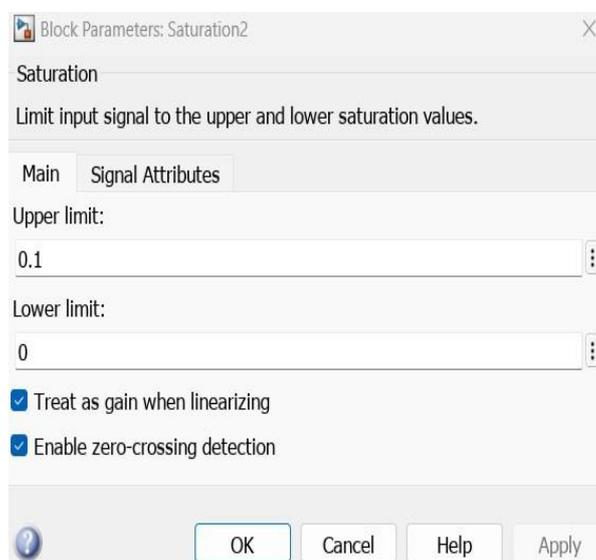 Block Parameters: Saturation2
Saturation
Limit input signal to the upper and lower saturation values.
Main Signal Attributes
Upper limit:
0.1
Lower limit:
0
Treat as gain when linearizing
Enable zero-crossing detection
OK Cancel Help Apply